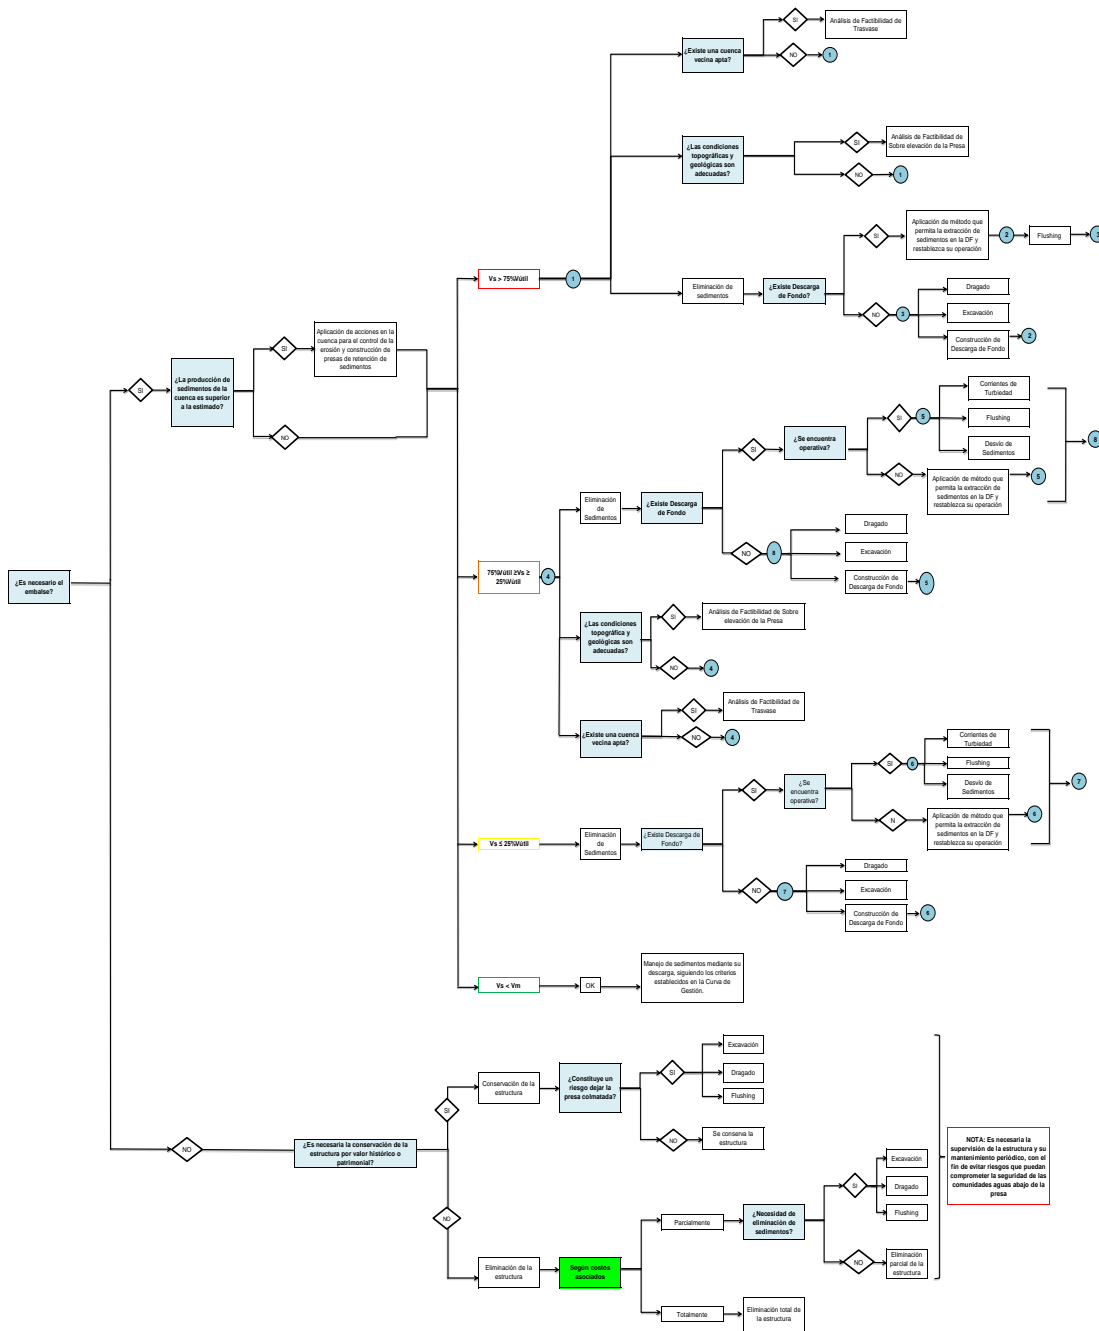 SI
Análisis de Factibilidad de
Trasvase
¿Existe una cuenca
vecina apta?
NO
1
¿Las condiciones
topográficas y
geológicas son
adecuadas?
SI
Análisis de Factibilidad de
Sobre elevación de la Presa
NO
1
Vs > 75%Vútil
1
Eliminación de
sedimentos
¿Existe Descarga
de Fondo?
SI
Aplicación de método que
permita la extracción de
sedimentos en la DF y
restablezca su operación
2
Flushing
3
NO
3
Dragado
Excavación
Construcción de
Descarga de Fondo
2
SI
¿La producción de
sedimentos de la
cuenca es superior
a la estimado?
SI
Aplicación de acciones en la
cuenca para el control de la
erosión y construcción de
presas de retención de
sedimentos
NO
¿Es necesario el
embalse?
75%Vútil ≥Vs ≥
25%Vútil
4
Eliminación
de
Sedimentos
¿Existe Descarga
de Fondo
SI
¿Se encuentra
operativa?
SI
5
Corrientes de
Turbiedad
Flushing
Desvío de
Sedimentos
8
NO
Aplicación de método que
permita la extracción de
sedimentos en la DF y
restablezca su operación
5
NO
8
Dragado
Excavación
Construcción de
Descarga de Fondo
5
¿Las condiciones
topográfica y
geológicas son
adecuadas?
SI
Análisis de Factibilidad de Sobre
elevación de la Presa
NO
4
¿Existe una cuenca
vecina apta?
SI
Análisis de Factibilidad de
Trasvase
NO
4
Vs ≤ 25%Vútil
Eliminación
de
Sedimentos
¿Existe Descarga de
Fondo?
SI
¿Se
encuentra
operativa?
SI
6
Corrientes de
Turbiedad
Flushing
Desvío de
Sedimentos
7
N
Aplicación de método que
permita la extracción de
sedimentos en la DF y
restablezca su operación
6
NO
7
Dragado
Excavación
Construcción de
Descarga de Fondo
6
Vs < Vm
OK
Manejo de sedimentos mediante su
descarga, siguiendo los criterios
establecidos en la Curva de
Gestión.
NO
¿Es necesaria la conservación de la
estructura por valor histórico o
patrimonial?
SI
Conservación de la
estructura
¿Constituye un
riesgo dejar la
presa colmatada?
SI
Excavación
Dragado
Flushing
NO
Se conserva la
estructura
NO
Eliminación de la
estructura
Según costos
asociados
Parcialmente
¿Necesidad de
eliminación de
sedimentos?
SI
Excavación
Dragado
Flushing
NO
Eliminación
parcial de la
estructura
Totalmente
Eliminación total de
la estructura
NOTA: Es necesaria la
supervisión de la estructura y su
mantenimiento periódico, con el
fin de evitar riesgos que puedan
comprometer la seguridad de las
comunidades aguas abajo de la
presa